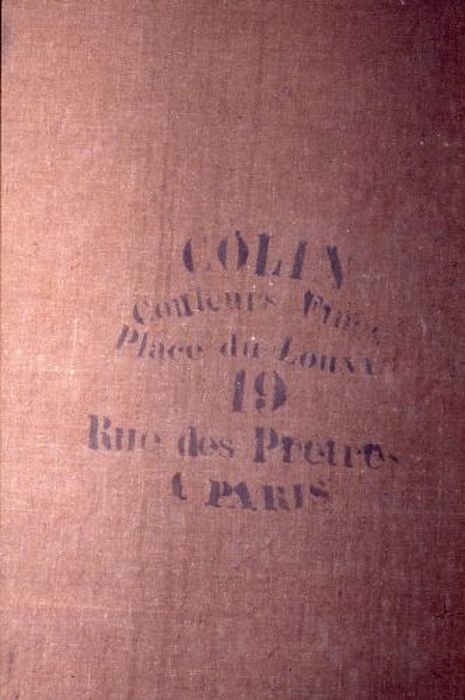 COLIN
Couleurs Fines
Place du Louvre
19
Rue des Pretres
A PARIS